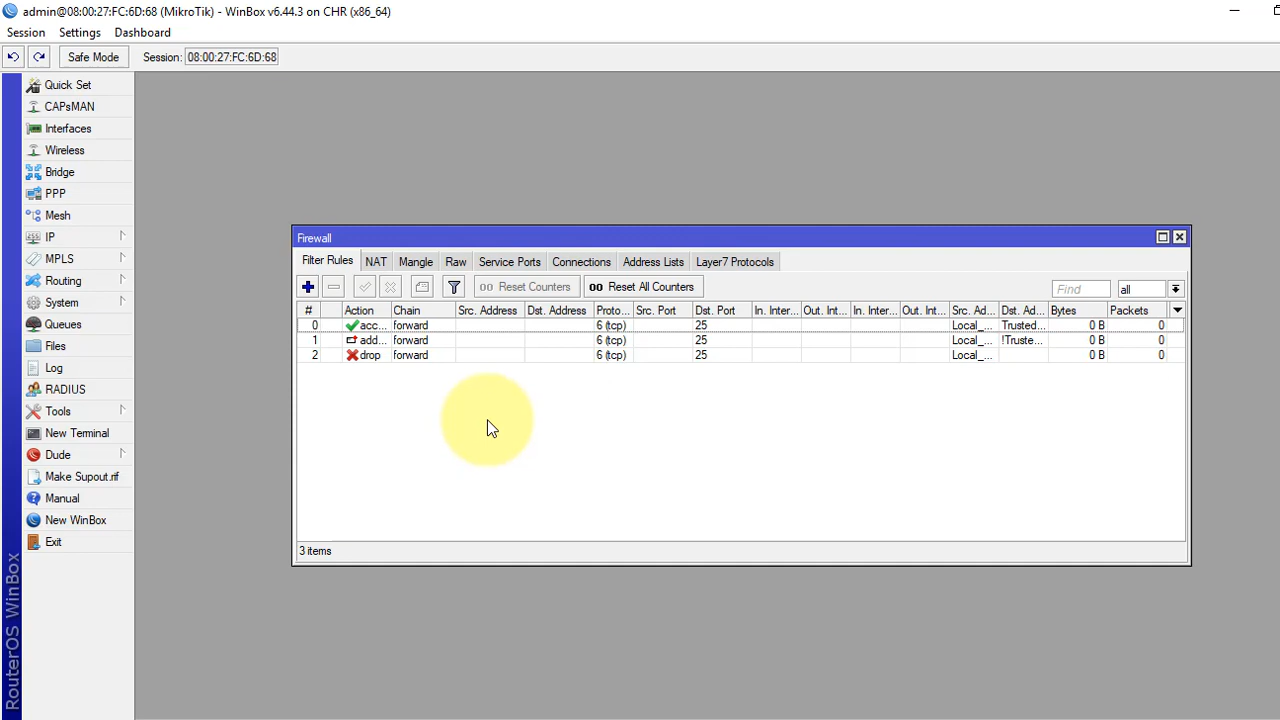 admin@08:00:27:FC:6D:68 (MikroTik) - WinBox v6.44.3 on CHR (x86_64)
Session Settings Dashboard
Safe Mode Session: 08:00:27:FC:6D:68
Quick Set
CAPsMAN
Interfaces
Wireless
Bridge
PPP
Mesh
IP
MPLS
Routing
System
Queues
Files
Log
RADIUS
Tools
New Terminal
Dude
Make Supout.rif
Manual
New WinBox
Exit
RouterOS WinBox
Firewall
Filter Rules NAT Mangle Raw Service Ports Connections Address Lists Layer7 Protocols
00 Reset Counters 00 Reset All Counters Find all
# Action Chain Src. Address Dst. Address Proto... Src. Port Dst. Port In. Inter... Out. Int... In. Inter... Out. Int... Src. Ad... Dst. Ad... Bytes Packets
0 acc... forward 6 (tcp) 25 Local_... Trusted... 0 B 0
1 add... forward 6 (tcp) 25 Local_... !Truste... 0 B 0
2 drop forward 6 (tcp) 25 Local_... 0 B 0
3 items